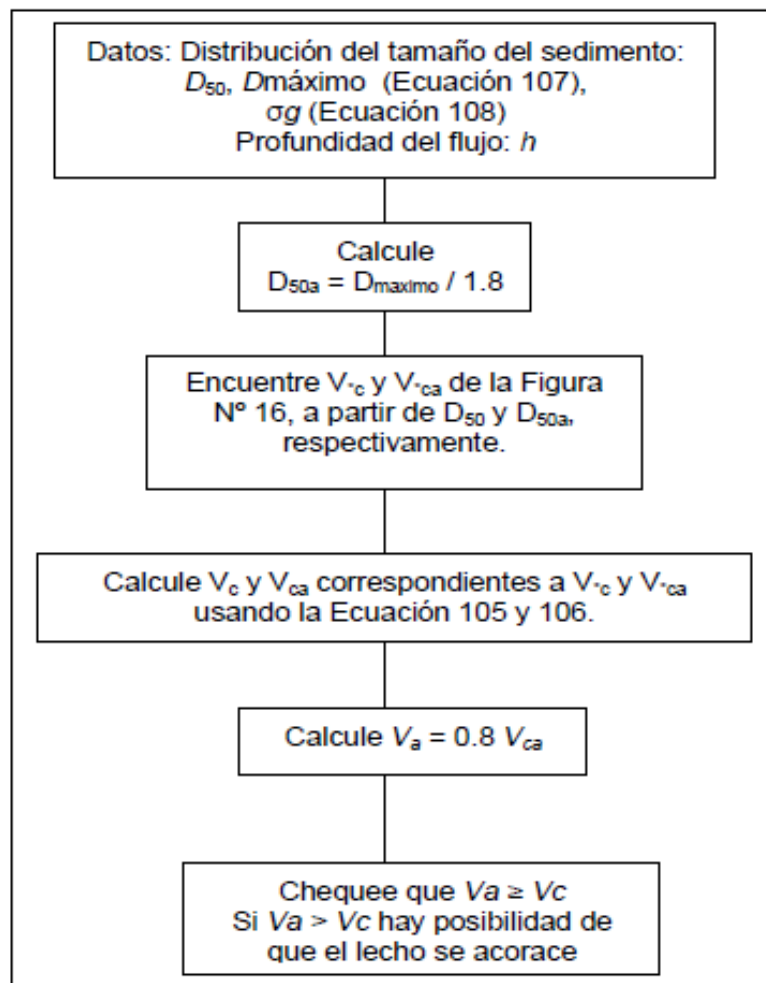 Datos: Distribución del tamaño del sedimento:
D50, Dmáximo (Ecuación 107),
σg (Ecuación 108)
Profundidad del flujo: h
Calcule
D50a = Dmaximo / 1.8
Encuentre V*c y V*ca de la Figura
Nº 16, a partir de D50 y D50a,
respectivamente.
Calcule Vc y Vca correspondientes a V*c y V*ca
usando la Ecuación 105 y 106.
Calcule Va = 0.8 Vca
Chequee que Va ≥ Vc
Si Va > Vc hay posibilidad de
que el lecho se acorace